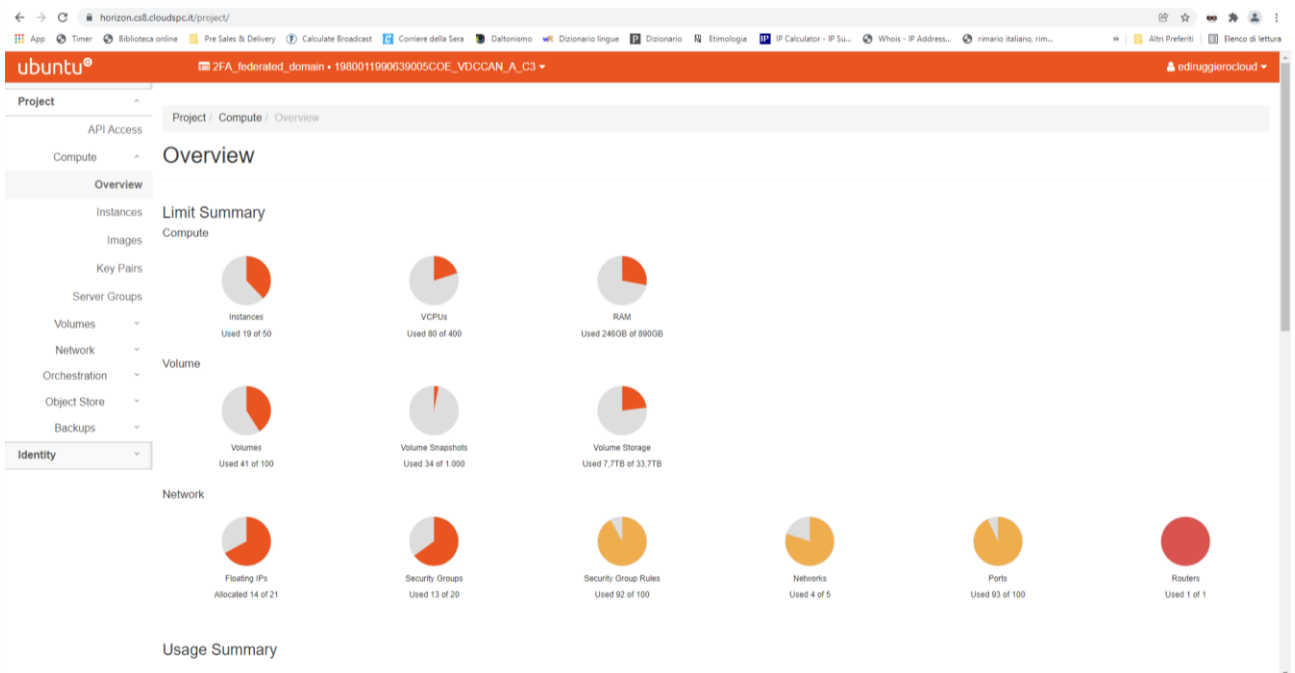 horizon.cs8.cloudspc.it/project/
App Timer Biblioteca online Pre Sales & Delivery Calculate Broadcast Corriere della Sera Daltonismo wR Dizionario lingue Dizionario Etimologia IP IP Calculator - IP Su... Whois - IP Address... rimario italiano, rim... » Altri Preferiti Elenco di lettura
ubuntu® 2FA_federated_domain • 1980011990639005COE_VDCCAN_A_C3 ediruggierocloud
Project
API Access
Compute
Overview
Instances
Images
Key Pairs
Server Groups
Volumes
Network
Orchestration
Object Store
Backups
Identity
Project / Compute / Overview
Overview
Limit Summary
Compute
Instances VCPUs RAM
Used 19 of 50 Used 80 of 400 Used 246GB of 890GB
Volume
Volumes Volume Snapshots Volume Storage
Used 41 of 100 Used 34 of 1.000 Used 7,7TB of 33,7TB
Network
Floating IPs Security Groups Security Group Rules Networks Ports Routers
Allocated 14 of 21 Used 13 of 20 Used 92 of 100 Used 4 of 5 Used 93 of 100 Used 1 of 1
Usage Summary